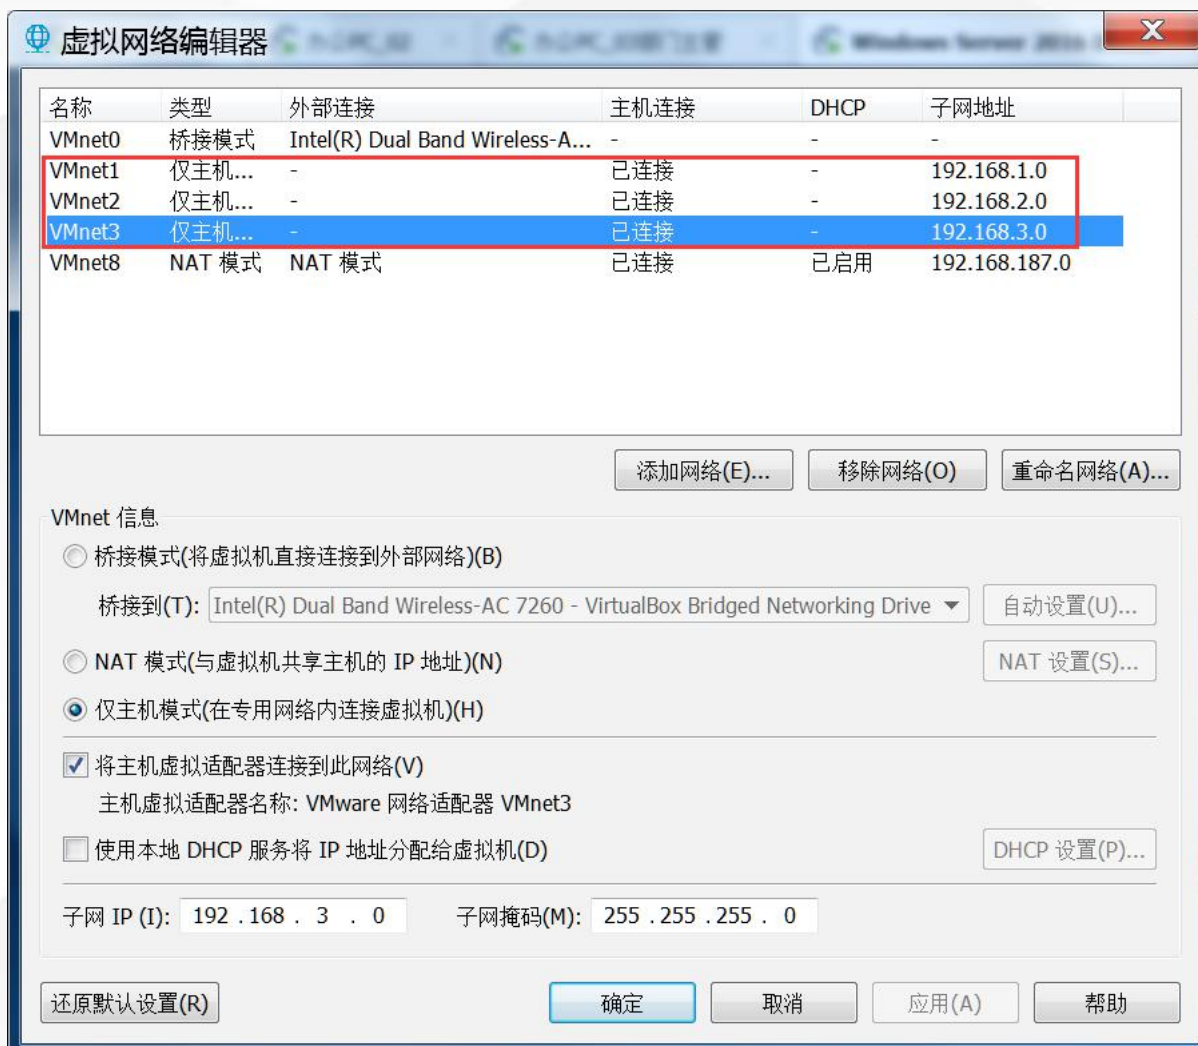 虚拟网络编辑器
名称 类型 外部连接 主机连接 DHCP 子网地址
VMnet0 桥接模式 Intel(R) Dual Band Wireless-A... - - -
VMnet1 仅主机... - 已连接 - 192.168.1.0
VMnet2 仅主机... - 已连接 - 192.168.2.0
VMnet3 仅主机... - 已连接 - 192.168.3.0
VMnet8 NAT 模式 NAT 模式 已连接 已启用 192.168.187.0
添加网络(E)... 移除网络(O) 重命名网络(A)...
VMnet 信息
桥接模式(将虚拟机直接连接到外部网络)(B)
桥接到(T): Intel(R) Dual Band Wireless-AC 7260 - VirtualBox Bridged Networking Drive 自动设置(U)...
NAT 模式(与虚拟机共享主机的 IP 地址)(N) NAT 设置(S)...
仅主机模式(在专用网络内连接虚拟机)(H)
将主机虚拟适配器连接到此网络(V)
主机虚拟适配器名称: VMware 网络适配器 VMnet3
使用本地 DHCP 服务将 IP 地址分配给虚拟机(D) DHCP 设置(P)...
子网 IP (I): 192 . 168 . 3 . 0 子网掩码(M): 255 . 255 . 255 . 0
还原默认设置(R) 确定 取消 应用(A) 帮助